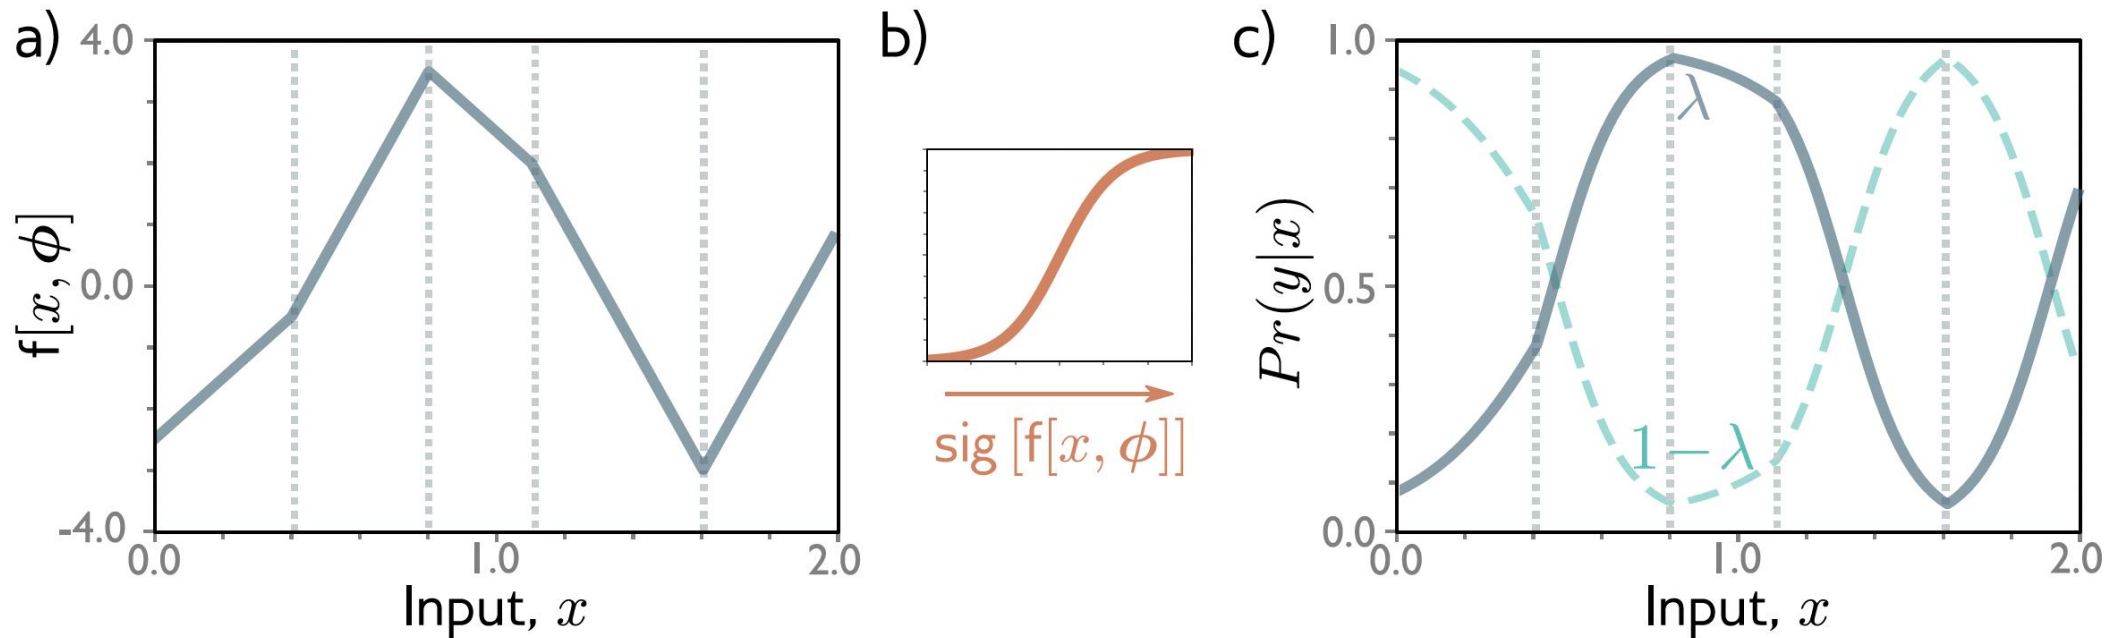 a)
4.0
0.0
-4.0
f[x, ϕ]
0.0
1.0
2.0
Input, x
b)
sig [f[x, ϕ]]
c)
1.0
0.5
0.0
Pr(y|x)
λ
1−λ
0.0
1.0
2.0
Input, x